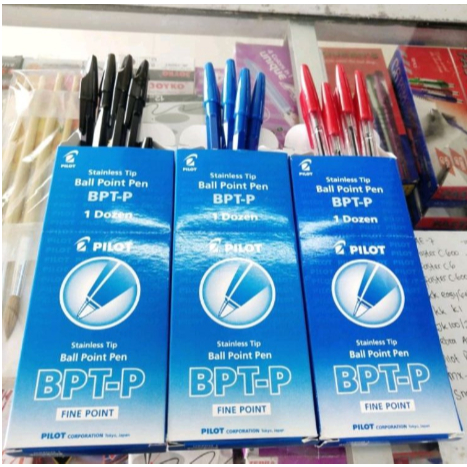 PILOT
Stainless Tip
Ball Point Pen
BPT-P
1 Dozen
PILOT
Stainless Tip
Ball Point Pen
BPT-P
FINE POINT
PILOT CORPORATION Tokyo, Japan
PILOT
Stainless Tip
Ball Point Pen
BPT-P
1 Dozen
PILOT
Stainless Tip
Ball Point Pen
BPT-P
FINE POINT
PILOT CORPORATION Tokyo, Japan
PILOT
Stainless Tip
Ball Point Pen
BPT-P
1 Dozen
PILOT
Stainless Tip
Ball Point Pen
BPT-P
FINE POINT
PILOT CORPORATION Tokyo, Japan